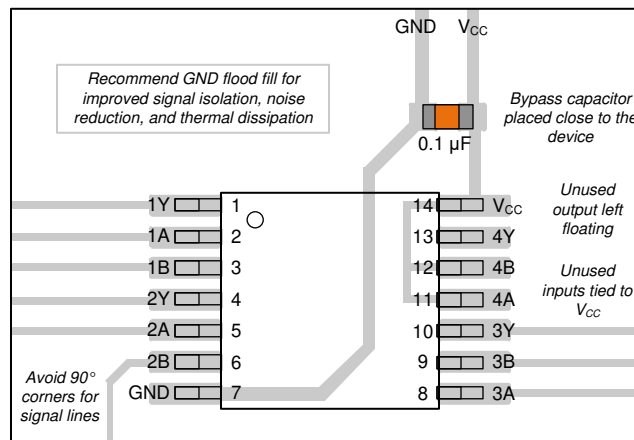 GND V_CC
Recommend GND flood fill for
improved signal isolation, noise
reduction, and thermal dissipation
Bypass capacitor
placed close to the
device
0.1 µF
1Y 1 14 V_CC
1A 2 13 4Y
1B 3 12 4B
2Y 4 11 4A
2A 5 10 3Y
2B 6 9 3B
GND 7 8 3A
Unused
output left
floating
Unused
inputs tied to
V_CC
Avoid 90°
corners for
signal lines